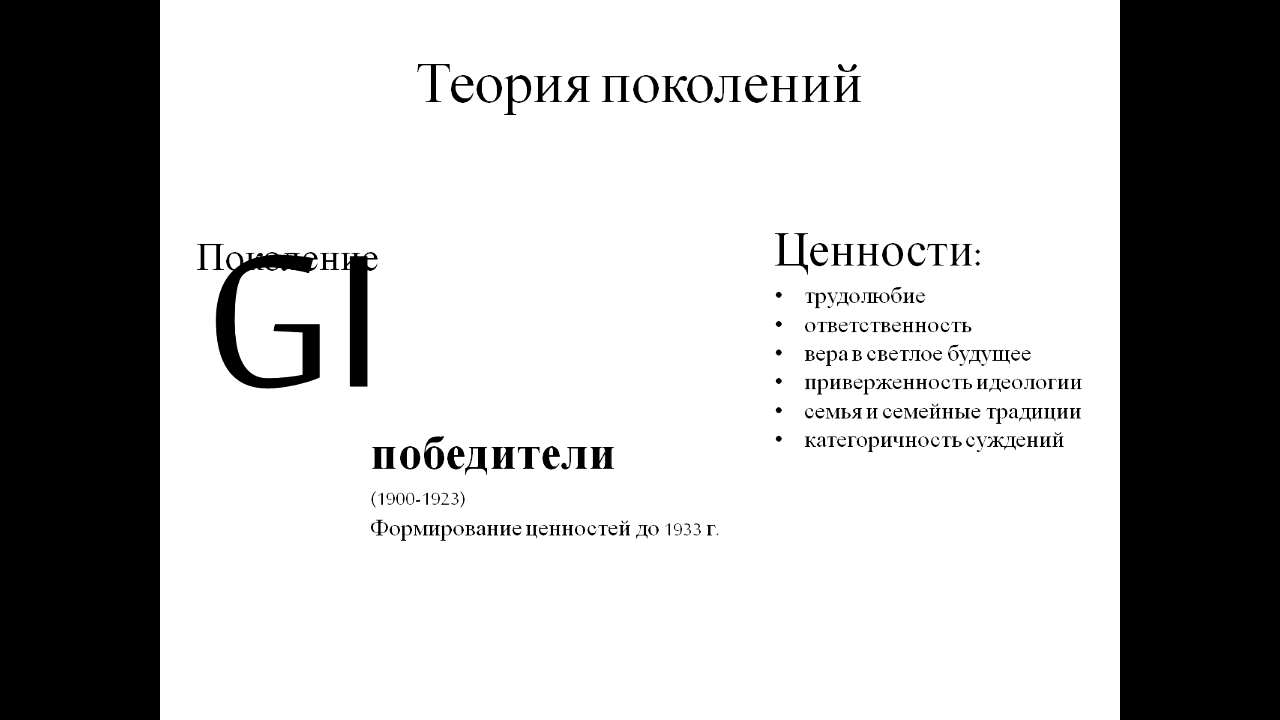 Теория поколений
Поколение
GI
победители
(1900-1923)
Формирование ценностей до 1933 г.
Ценности:
• трудолюбие
• ответственность
• вера в светлое будущее
• приверженность идеологии
• семья и семейные традиции
• категоричность суждений